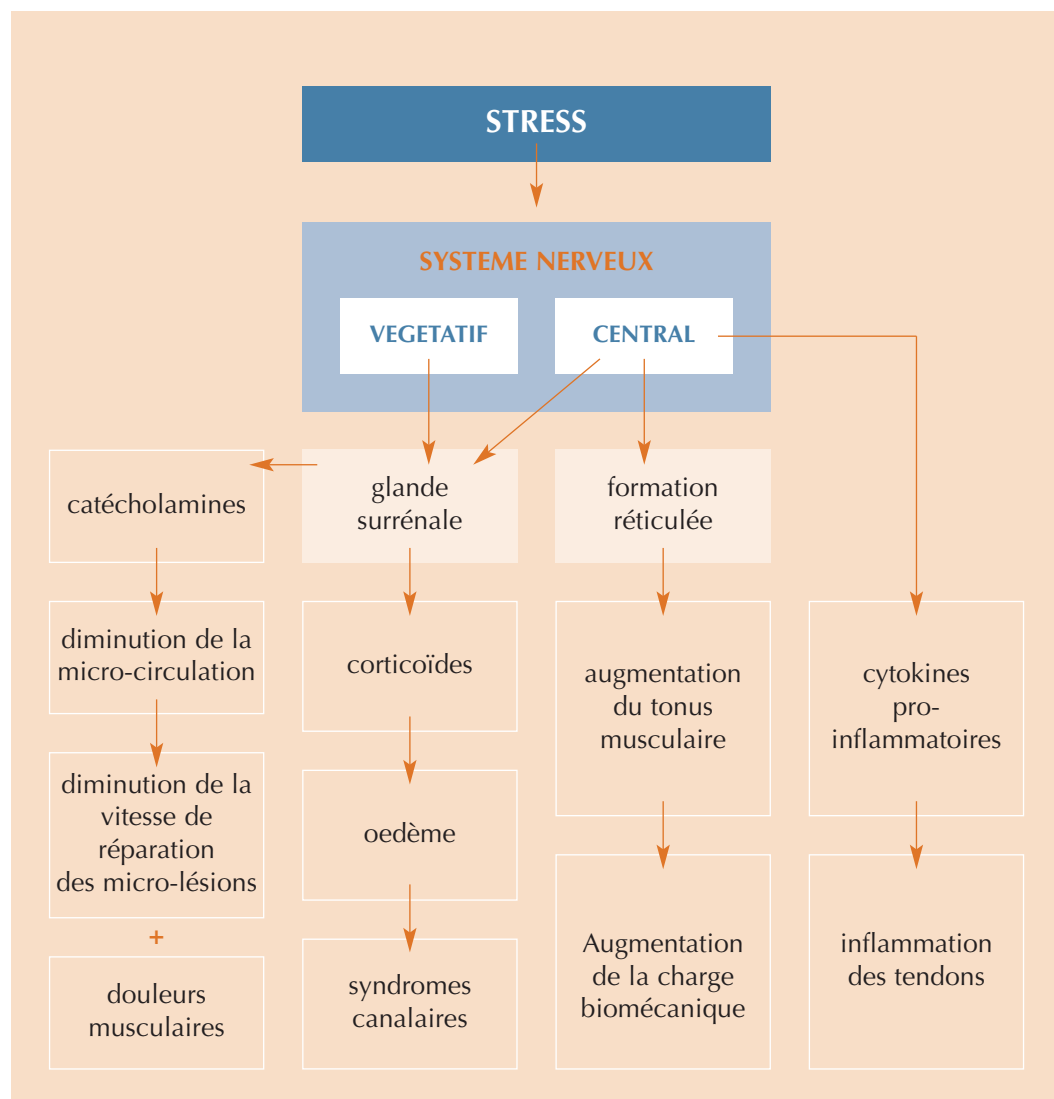 STRESS
SYSTEME NERVEUX
VEGETATIF
CENTRAL
catécholamines
glande
surrénale
formation
réticulée
diminution de la
micro-circulation
corticoïdes
augmentation
du tonus
musculaire
cytokines
pro-
inflammatoires
diminution de la
vitesse de
réparation
des micro-lésions
+
douleurs
musculaires
oedème
syndromes
canalaires
Augmentation
de la charge
biomécanique
inflammation
des tendons